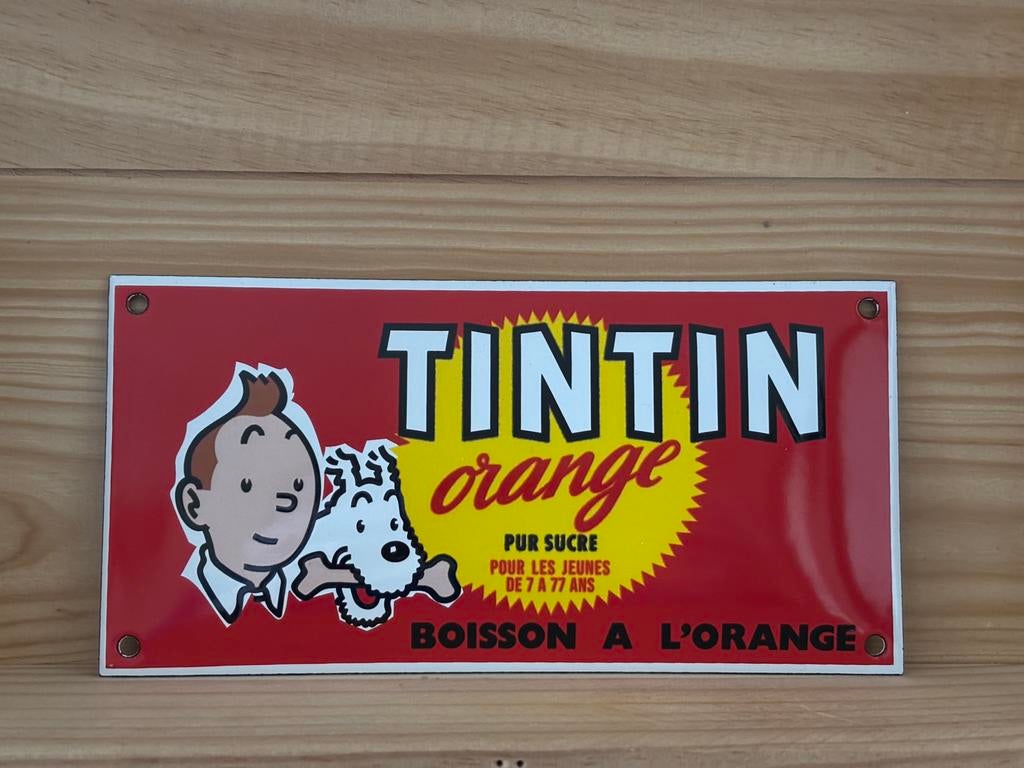 TINTIN
orange
PUR SUCRE
POUR LES JEUNES
DE 7 A 77 ANS
BOISSON A L'ORANGE